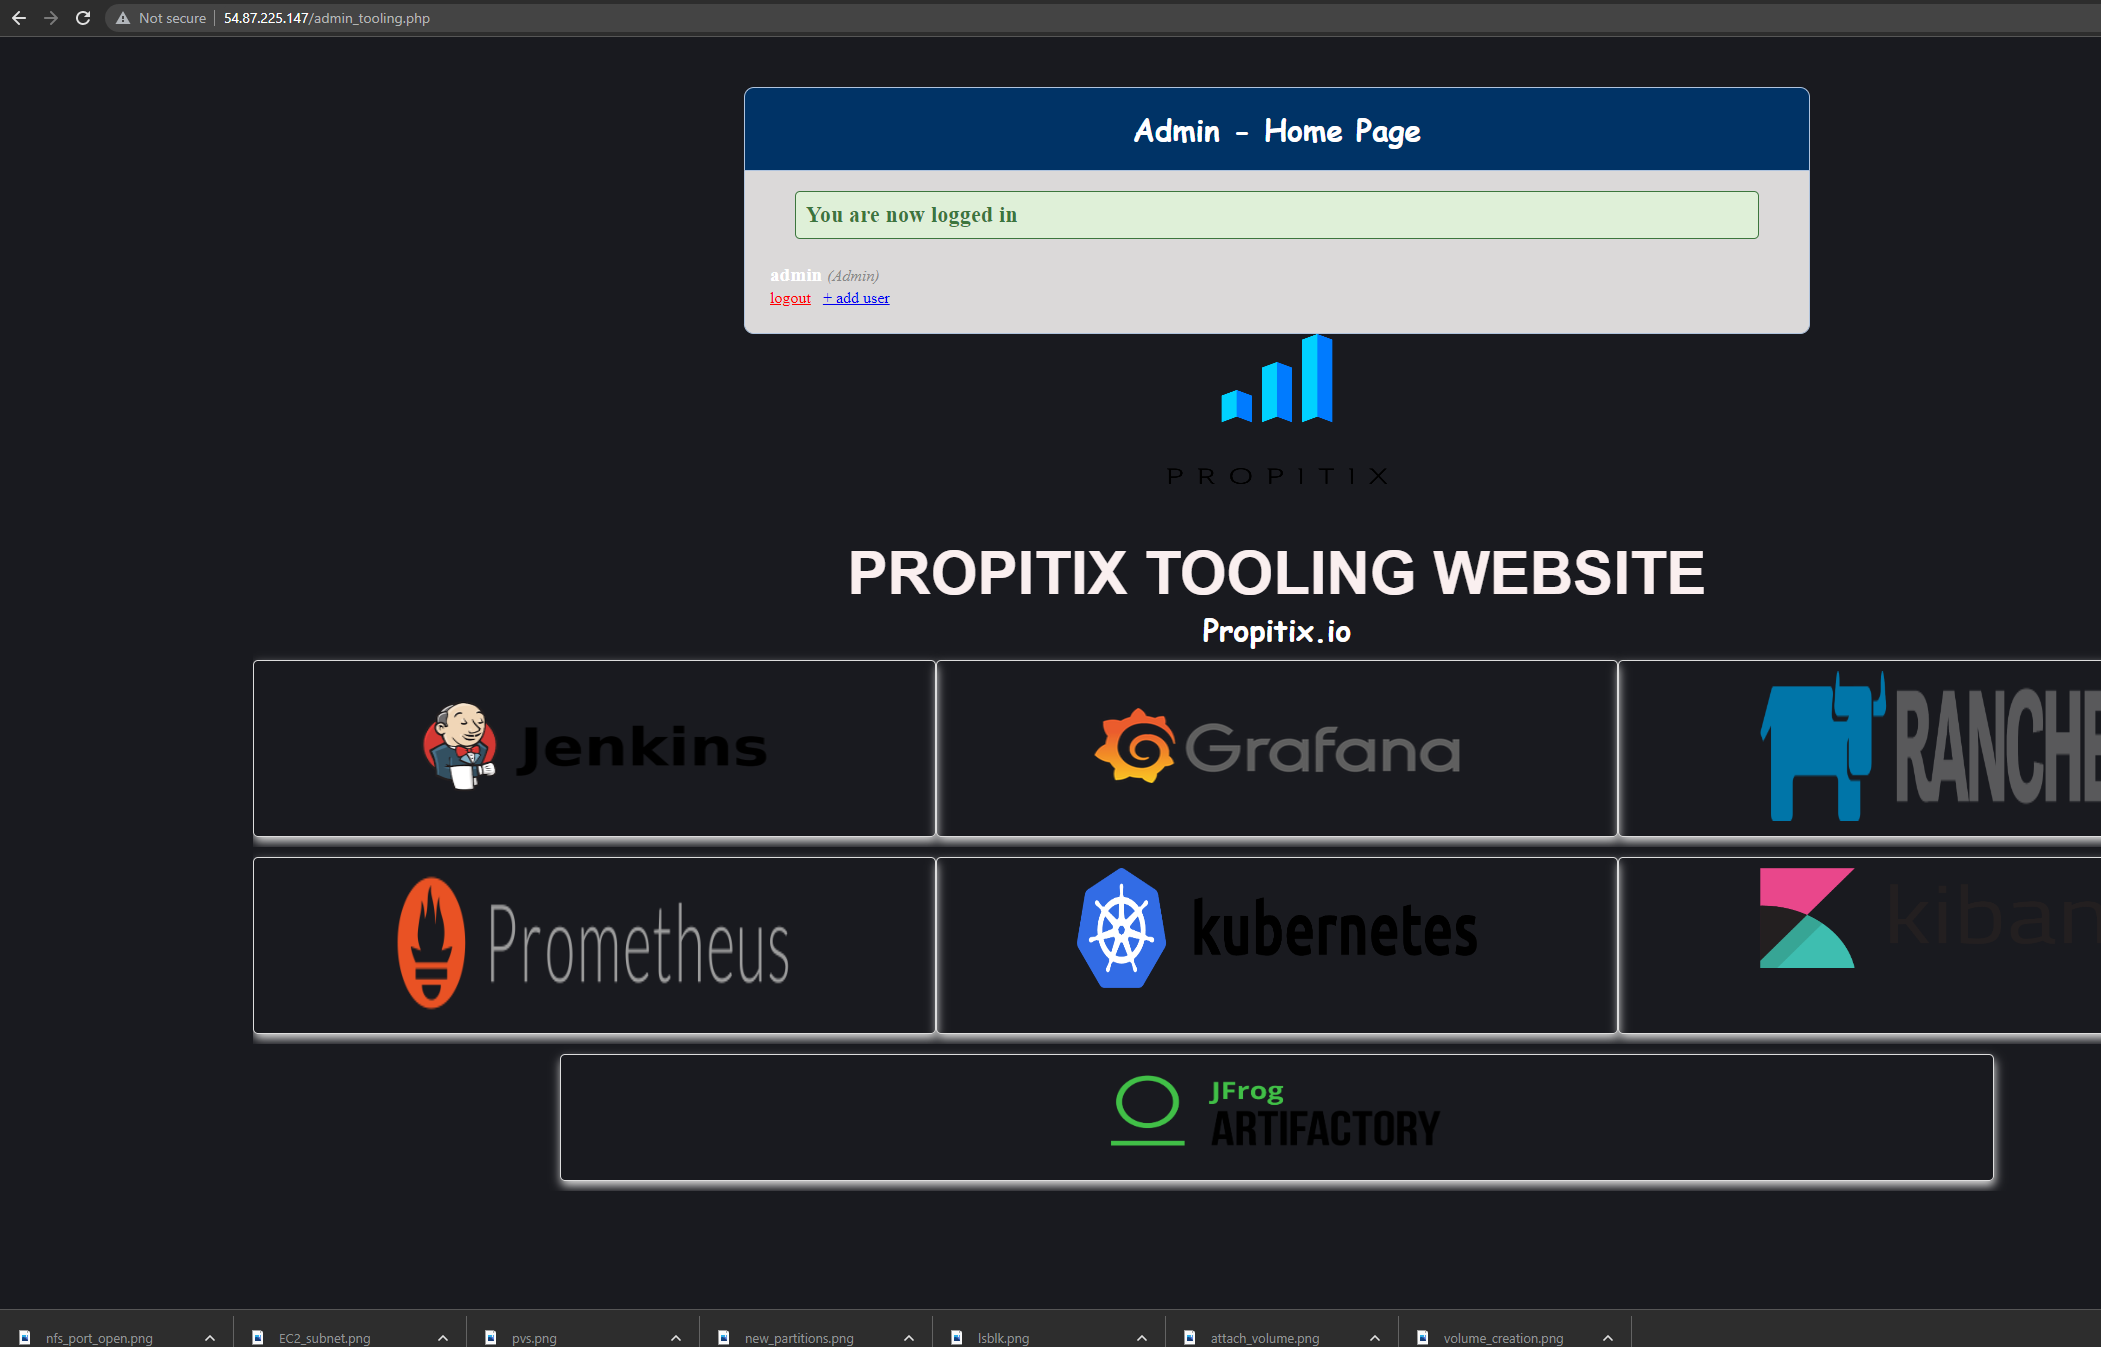 Not secure | 54.87.225.147/admin_tooling.php
Admin - Home Page
You are now logged in
admin (Admin)
logout + add user
PROPITIX
PROPITIX TOOLING WEBSITE
Propitix.io
Jenkins
Grafana
RANCHE
Prometheus
kubernetes
kiban
JFrog
ARTIFACTORY
nfs_port_open.png
EC2_subnet.png
pvs.png
new_partitions.png
lsblk.png
attach_volume.png
volume_creation.png